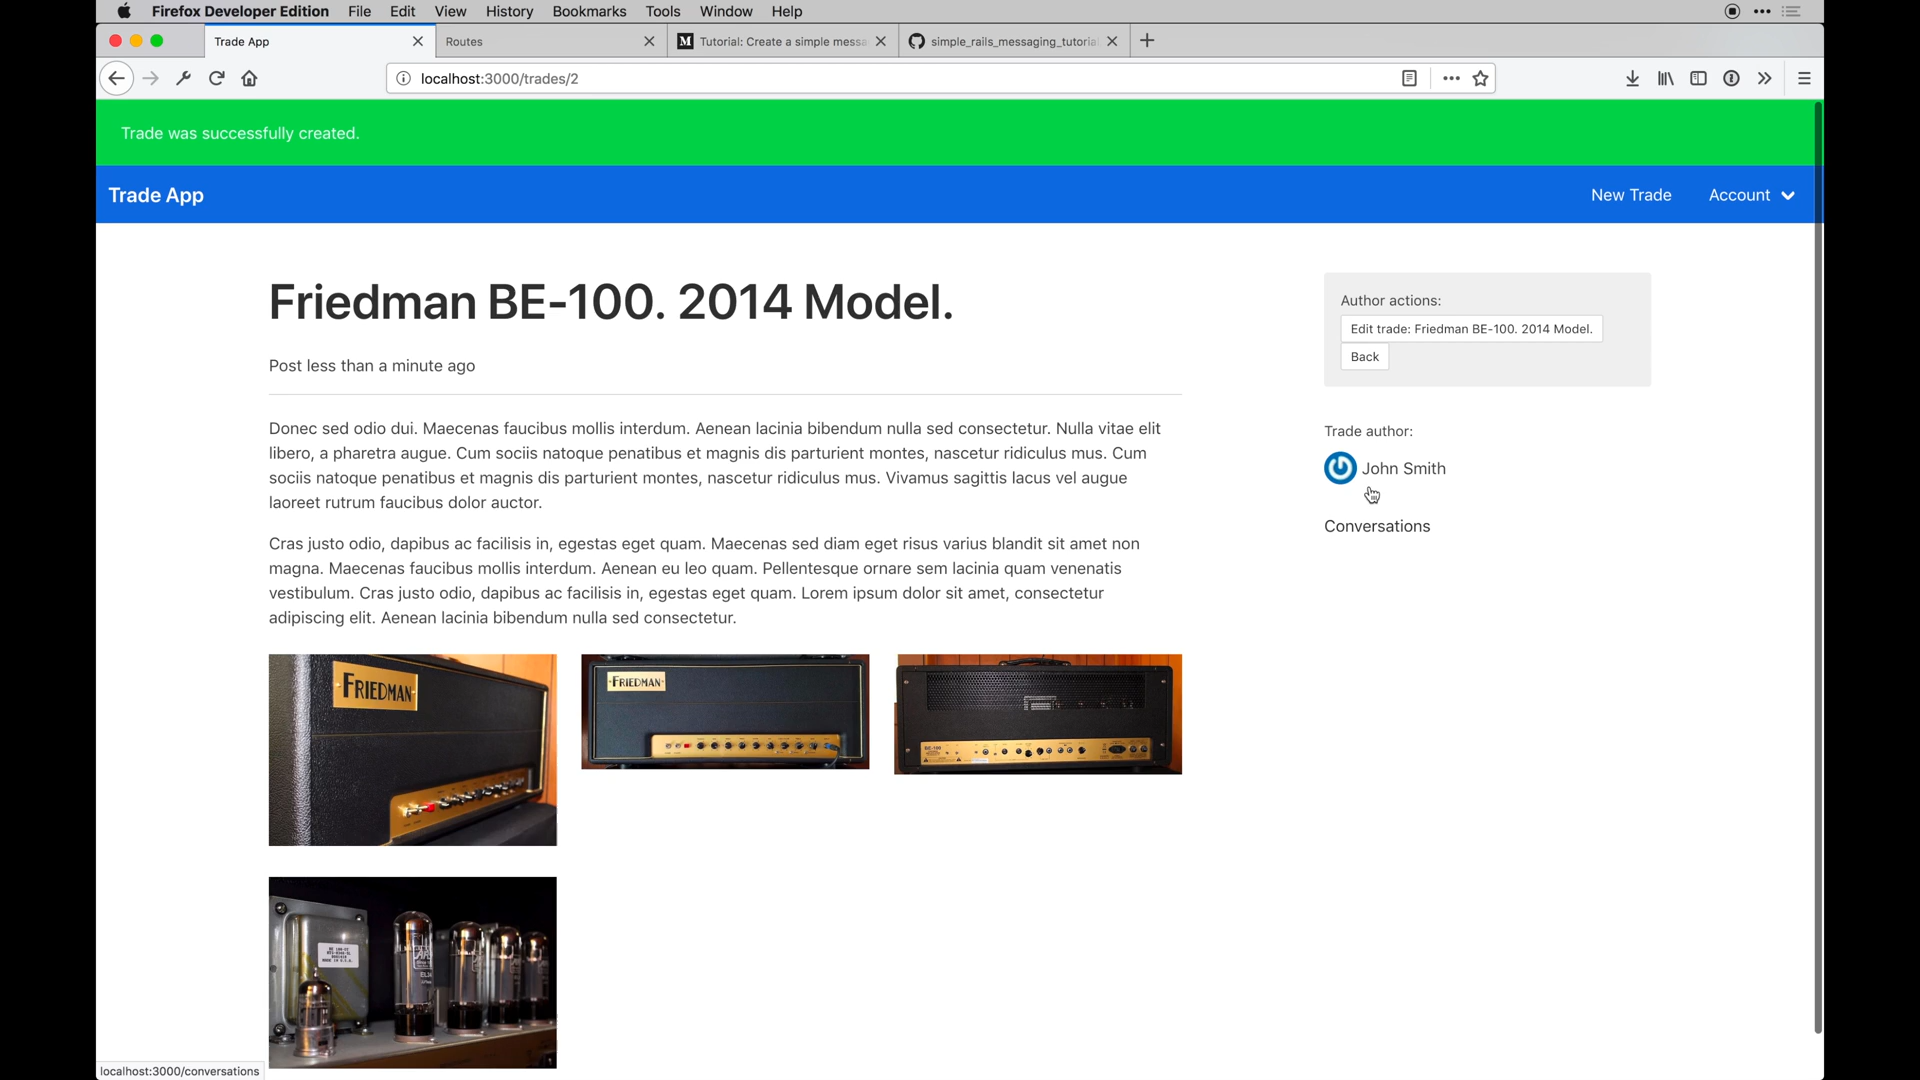 Firefox Developer Edition File Edit View History Bookmarks Tools Window Help
Trade App Routes Tutorial: Create a simple messa simple_rails_messaging_tutorial
localhost:3000/trades/2
Trade was successfully created.
Trade App New Trade Account
Friedman BE-100. 2014 Model.
Post less than a minute ago
Donec sed odio dui. Maecenas faucibus mollis interdum. Aenean lacinia bibendum nulla sed consectetur. Nulla vitae elit
libero, a pharetra augue. Cum sociis natoque penatibus et magnis dis parturient montes, nascetur ridiculus mus. Cum
sociis natoque penatibus et magnis dis parturient montes, nascetur ridiculus mus. Vivamus sagittis lacus vel augue
laoreet rutrum faucibus dolor auctor.
Cras justo odio, dapibus ac facilisis in, egestas eget quam. Maecenas sed diam eget risus varius blandit sit amet non
magna. Maecenas faucibus mollis interdum. Aenean eu leo quam. Pellentesque ornare sem lacinia quam venenatis
vestibulum. Cras justo odio, dapibus ac facilisis in, egestas eget quam. Lorem ipsum dolor sit amet, consectetur
adipiscing elit. Aenean lacinia bibendum nulla sed consectetur.
Author actions:
Edit trade: Friedman BE-100. 2014 Model.
Back
Trade author:
John Smith
Conversations
FRIEDMAN
FRIEDMAN
BE-100
localhost:3000/conversations